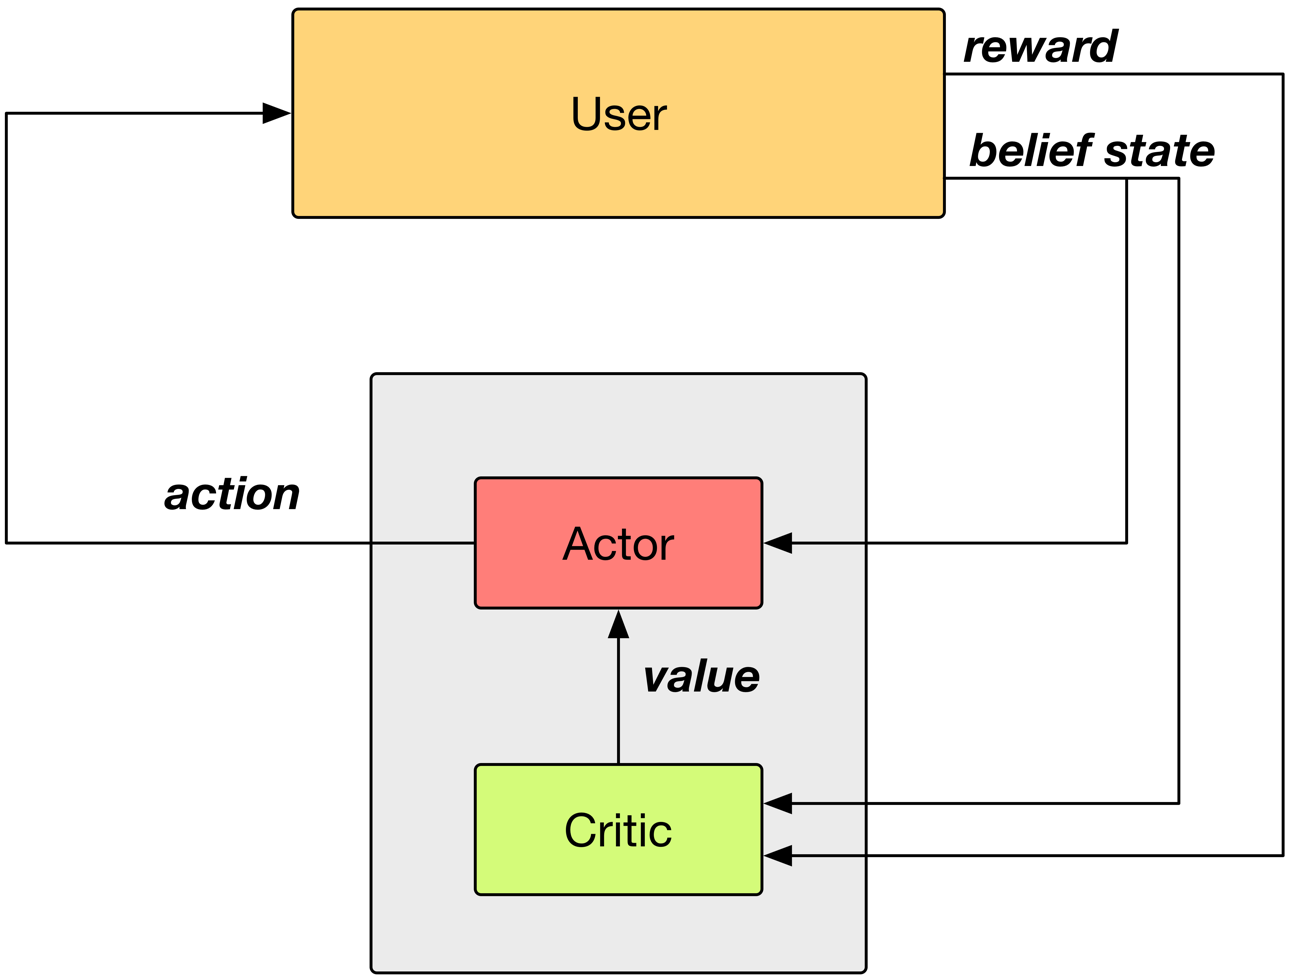 reward
User
belief state
action
Actor
value
Critic